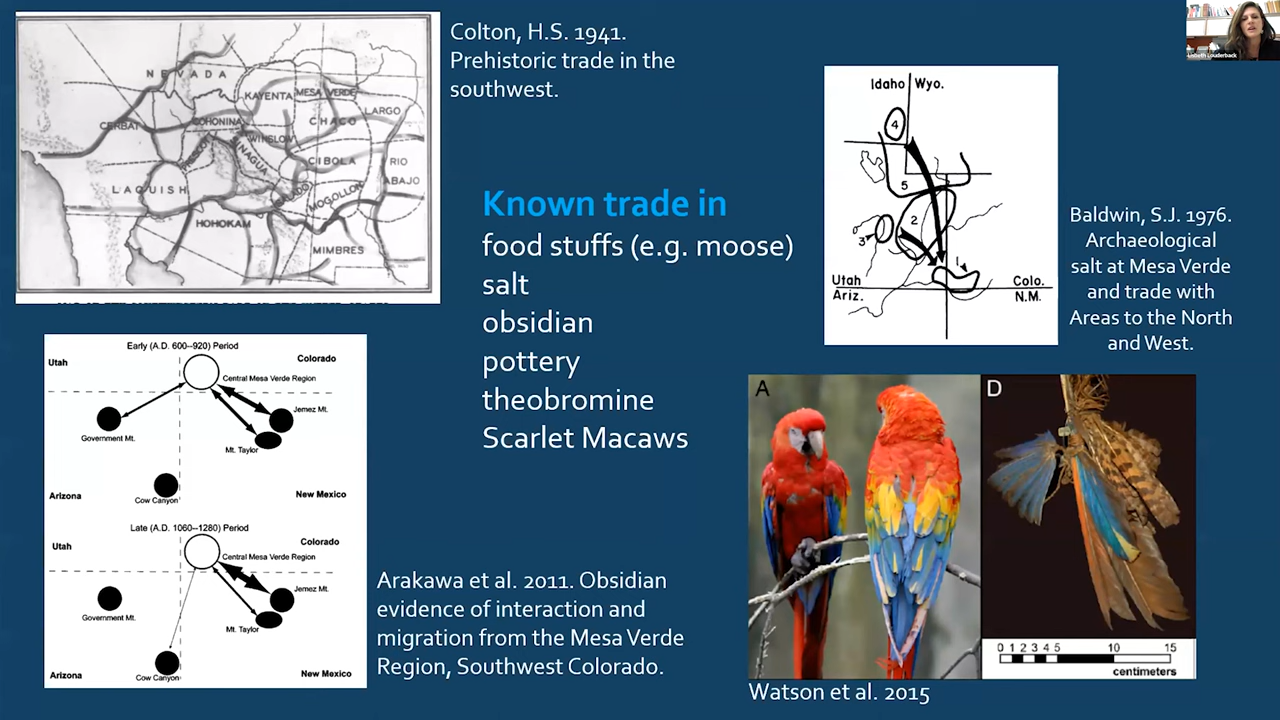 Colton, H.S. 1941.
Prehistoric trade in the
southwest.
NEVADA
KAYENTA
MESA VERDE
LARGO
CERBAT
COHONINA
CHACO
WINSLOW
CIBOLA
RIO
ABAJO
LAQUISH
MOGOLLON
HOHOKAM
MIMBRES
Known trade in
food stuffs (e.g. moose)
salt
obsidian
pottery
theobromine
Scarlet Macaws
Idaho Wyo.
4
5
2
3
1
Utah Colo.
Ariz. N.M.
Baldwin, S.J. 1976.
Archaeological
salt at Mesa Verde
and trade with
Areas to the North
and West.
Early (A.D. 600--920) Period
Utah
Colorado
Central Mesa Verde Region
Jemez Mt.
Government Mt.
Mt. Taylor
Arizona
Cow Canyon
New Mexico
Late (A.D. 1060--1280) Period
Utah
Colorado
Central Mesa Verde Region
Jemez Mt.
Government Mt.
Mt. Taylor
Arizona
Cow Canyon
New Mexico
Arakawa et al. 2011. Obsidian
evidence of interaction and
migration from the Mesa Verde
Region, Southwest Colorado.
A
D
0 1 2 3 4 5 10 15
centimeters
Watson et al. 2015
Louderback